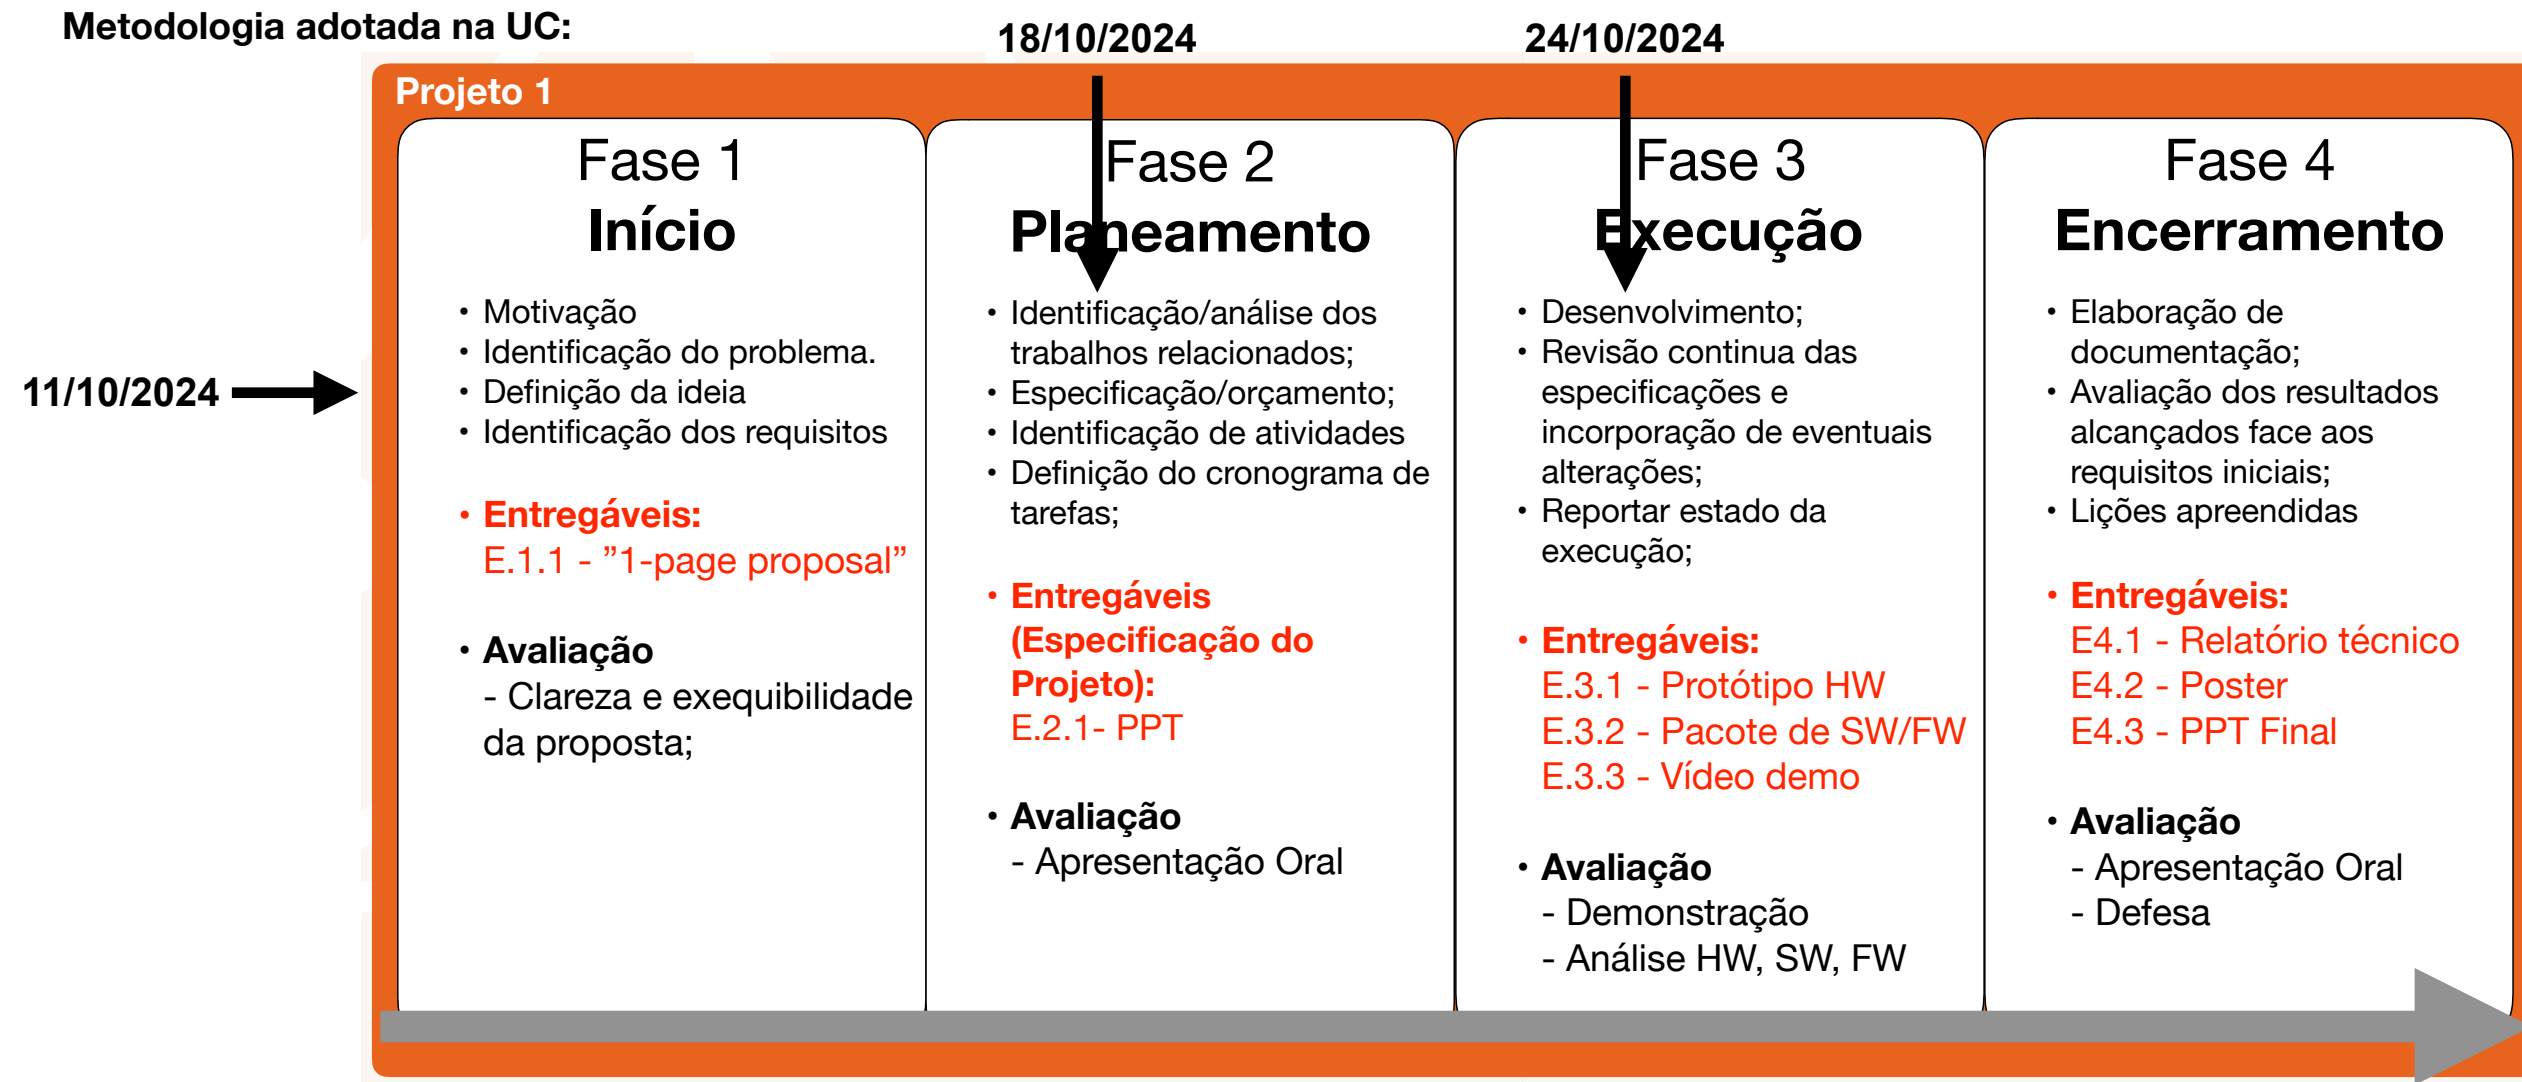 Metodologia adotada na UC:
18/10/2024
24/10/2024
11/10/2024
Projeto 1
Fase 1
Início
• Motivação
• Identificação do problema.
• Definição da ideia
• Identificação dos requisitos
• Entregáveis:
E.1.1 - ”1-page proposal”
• Avaliação
- Clareza e exequibilidade
da proposta;
Fase 2
Planeamento
• Identificação/análise dos
trabalhos relacionados;
• Especificação/orçamento;
• Identificação de atividades
• Definição do cronograma de
tarefas;
• Entregáveis
(Especificação do
Projeto):
E.2.1- PPT
• Avaliação
- Apresentação Oral
Fase 3
Execução
• Desenvolvimento;
• Revisão continua das
especificações e
incorporação de eventuais
alterações;
• Reportar estado da
execução;
• Entregáveis:
E.3.1 - Protótipo HW
E.3.2 - Pacote de SW/FW
E.3.3 - Vídeo demo
• Avaliação
- Demonstração
- Análise HW, SW, FW
Fase 4
Encerramento
• Elaboração de
documentação;
• Avaliação dos resultados
alcançados face aos
requisitos iniciais;
• Lições apreendidas
• Entregáveis:
E4.1 - Relatório técnico
E4.2 - Poster
E4.3 - PPT Final
• Avaliação
- Apresentação Oral
- Defesa